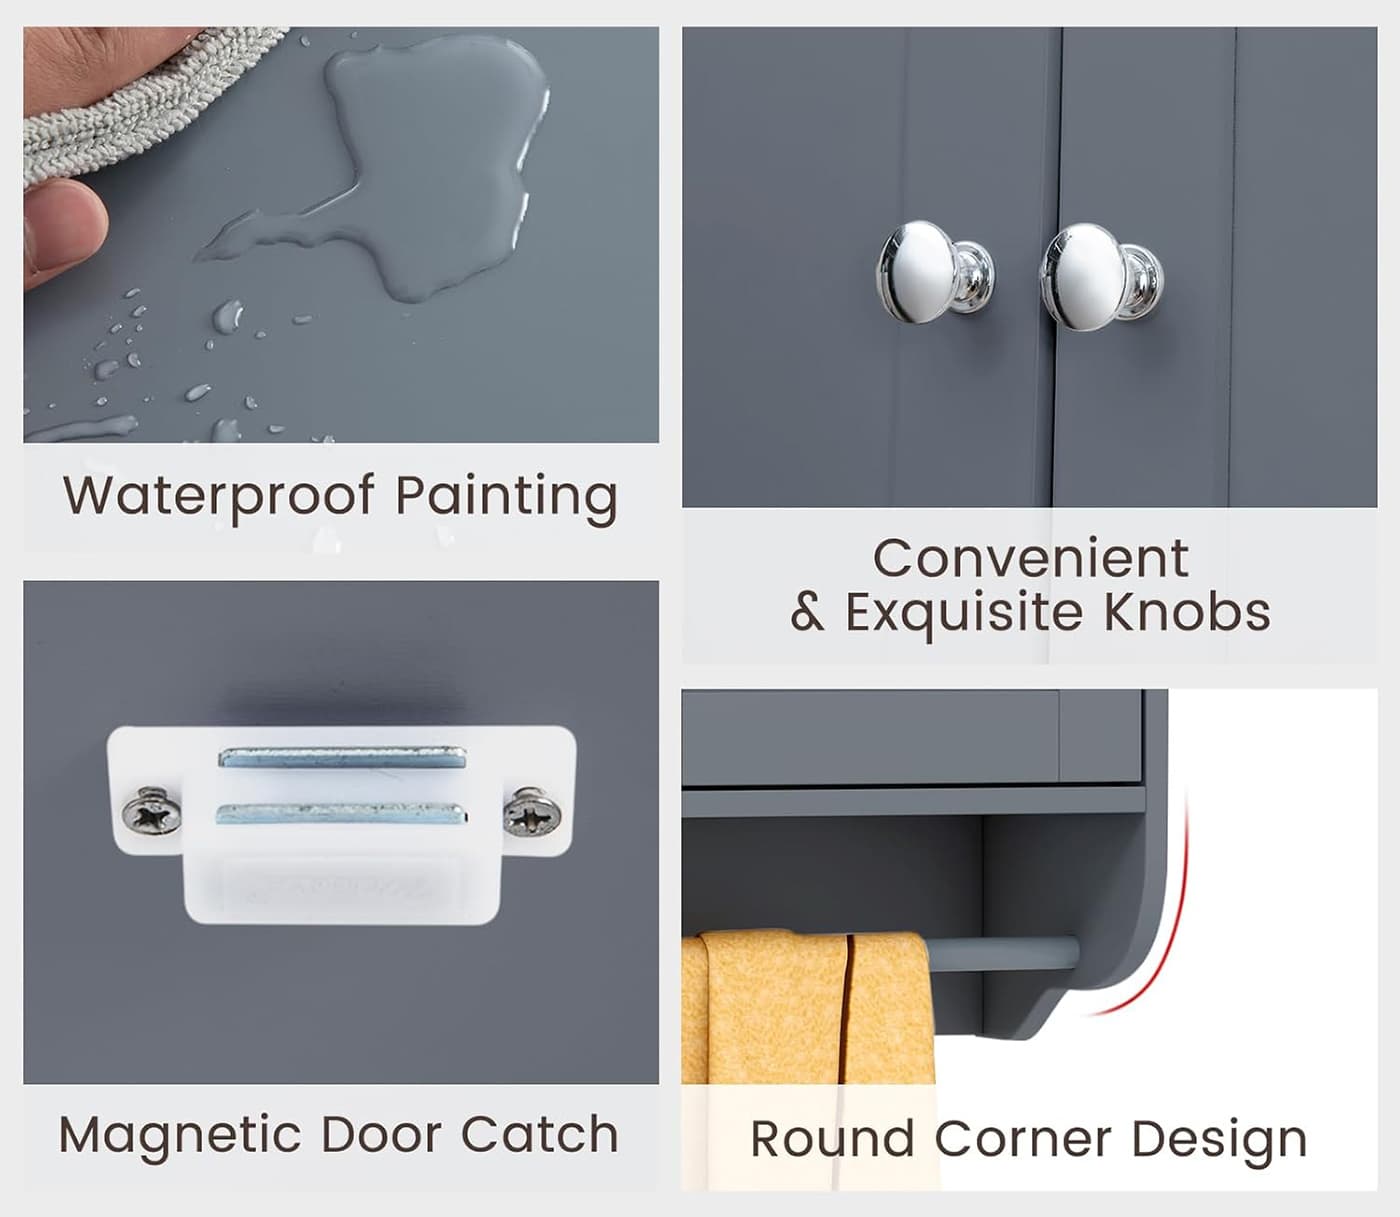 Waterproof Painting
Convenient
& Exquisite Knobs
Magnetic Door Catch
Round Corner Design